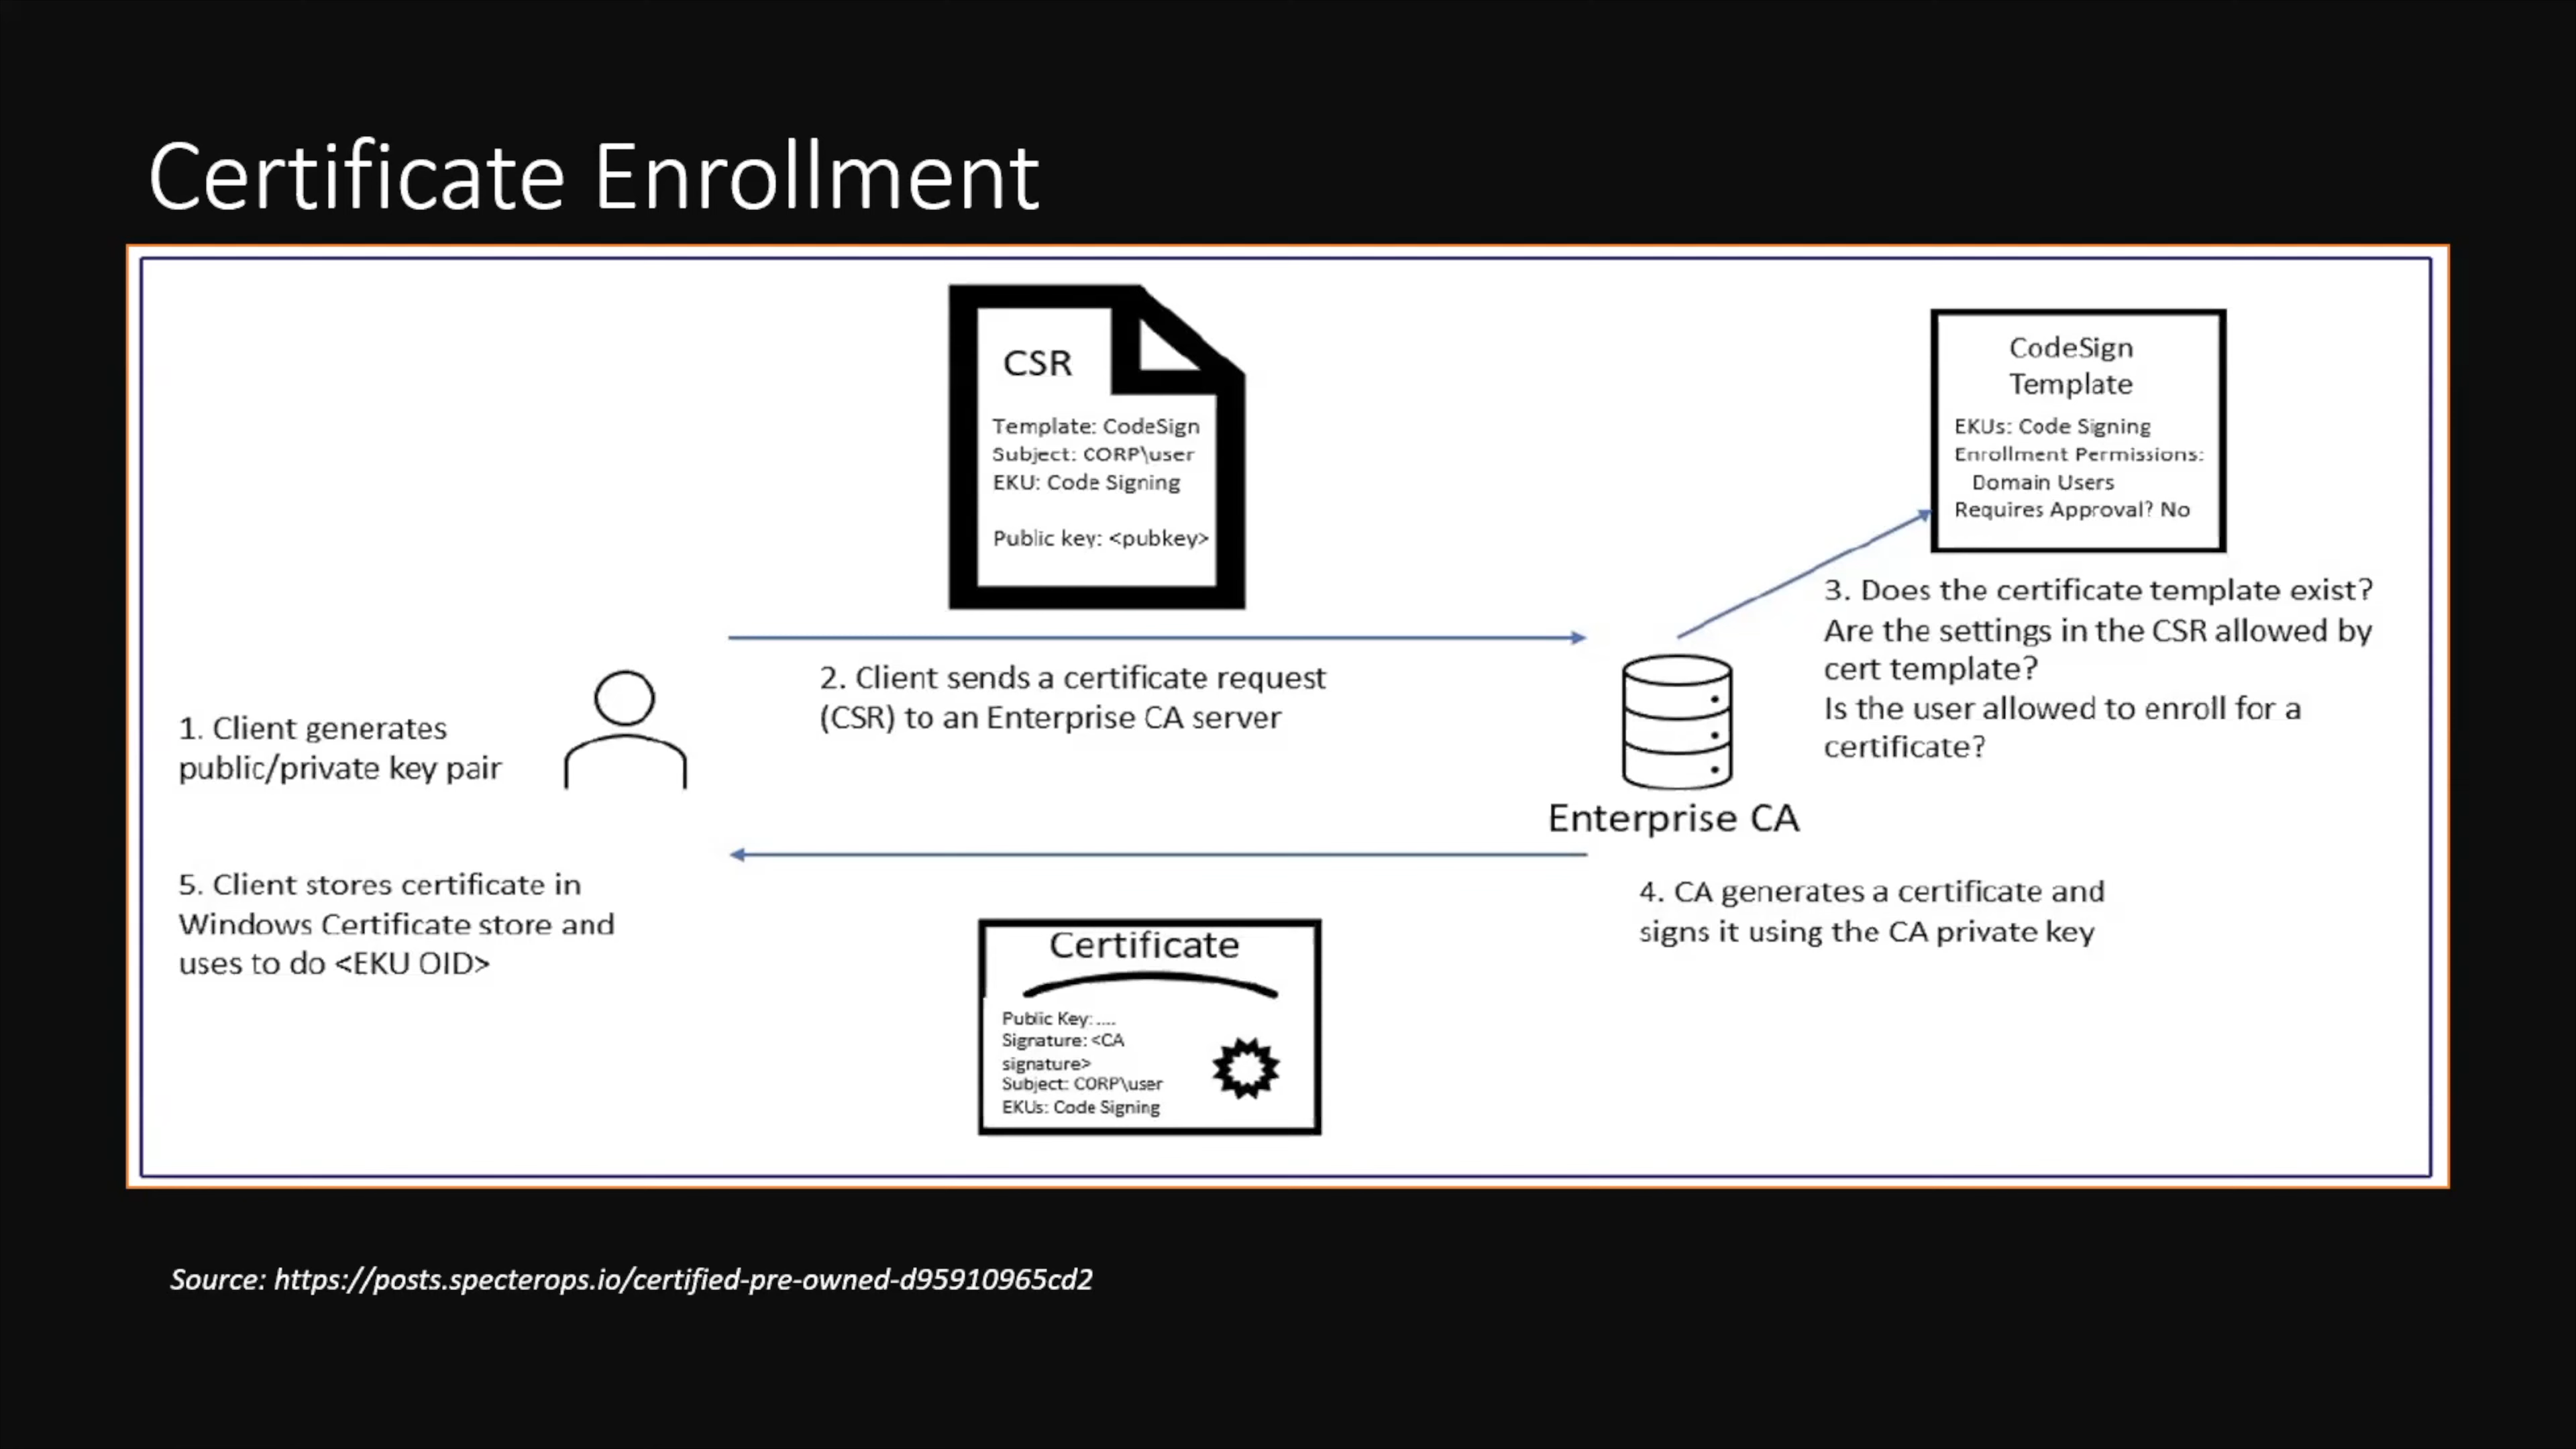 Certificate Enrollment
CSR
Template: CodeSign
Subject: CORP\user
EKU: Code Signing
Public key: <pubkey>
CodeSign
Template
EKUs: Code Signing
Enrollment Permissions:
Domain Users
Requires Approval? No
1. Client generates
public/private key pair
2. Client sends a certificate request
(CSR) to an Enterprise CA server
3. Does the certificate template exist?
Are the settings in the CSR allowed by
cert template?
Is the user allowed to enroll for a
certificate?
Enterprise CA
4. CA generates a certificate and
signs it using the CA private key
5. Client stores certificate in
Windows Certificate store and
uses to do <EKU OID>
Certificate
Public Key: ....
Signature: <CA
signature>
Subject: CORP\user
EKUs: Code Signing
Source: https://posts.specterops.io/certified-pre-owned-d95910965cd2